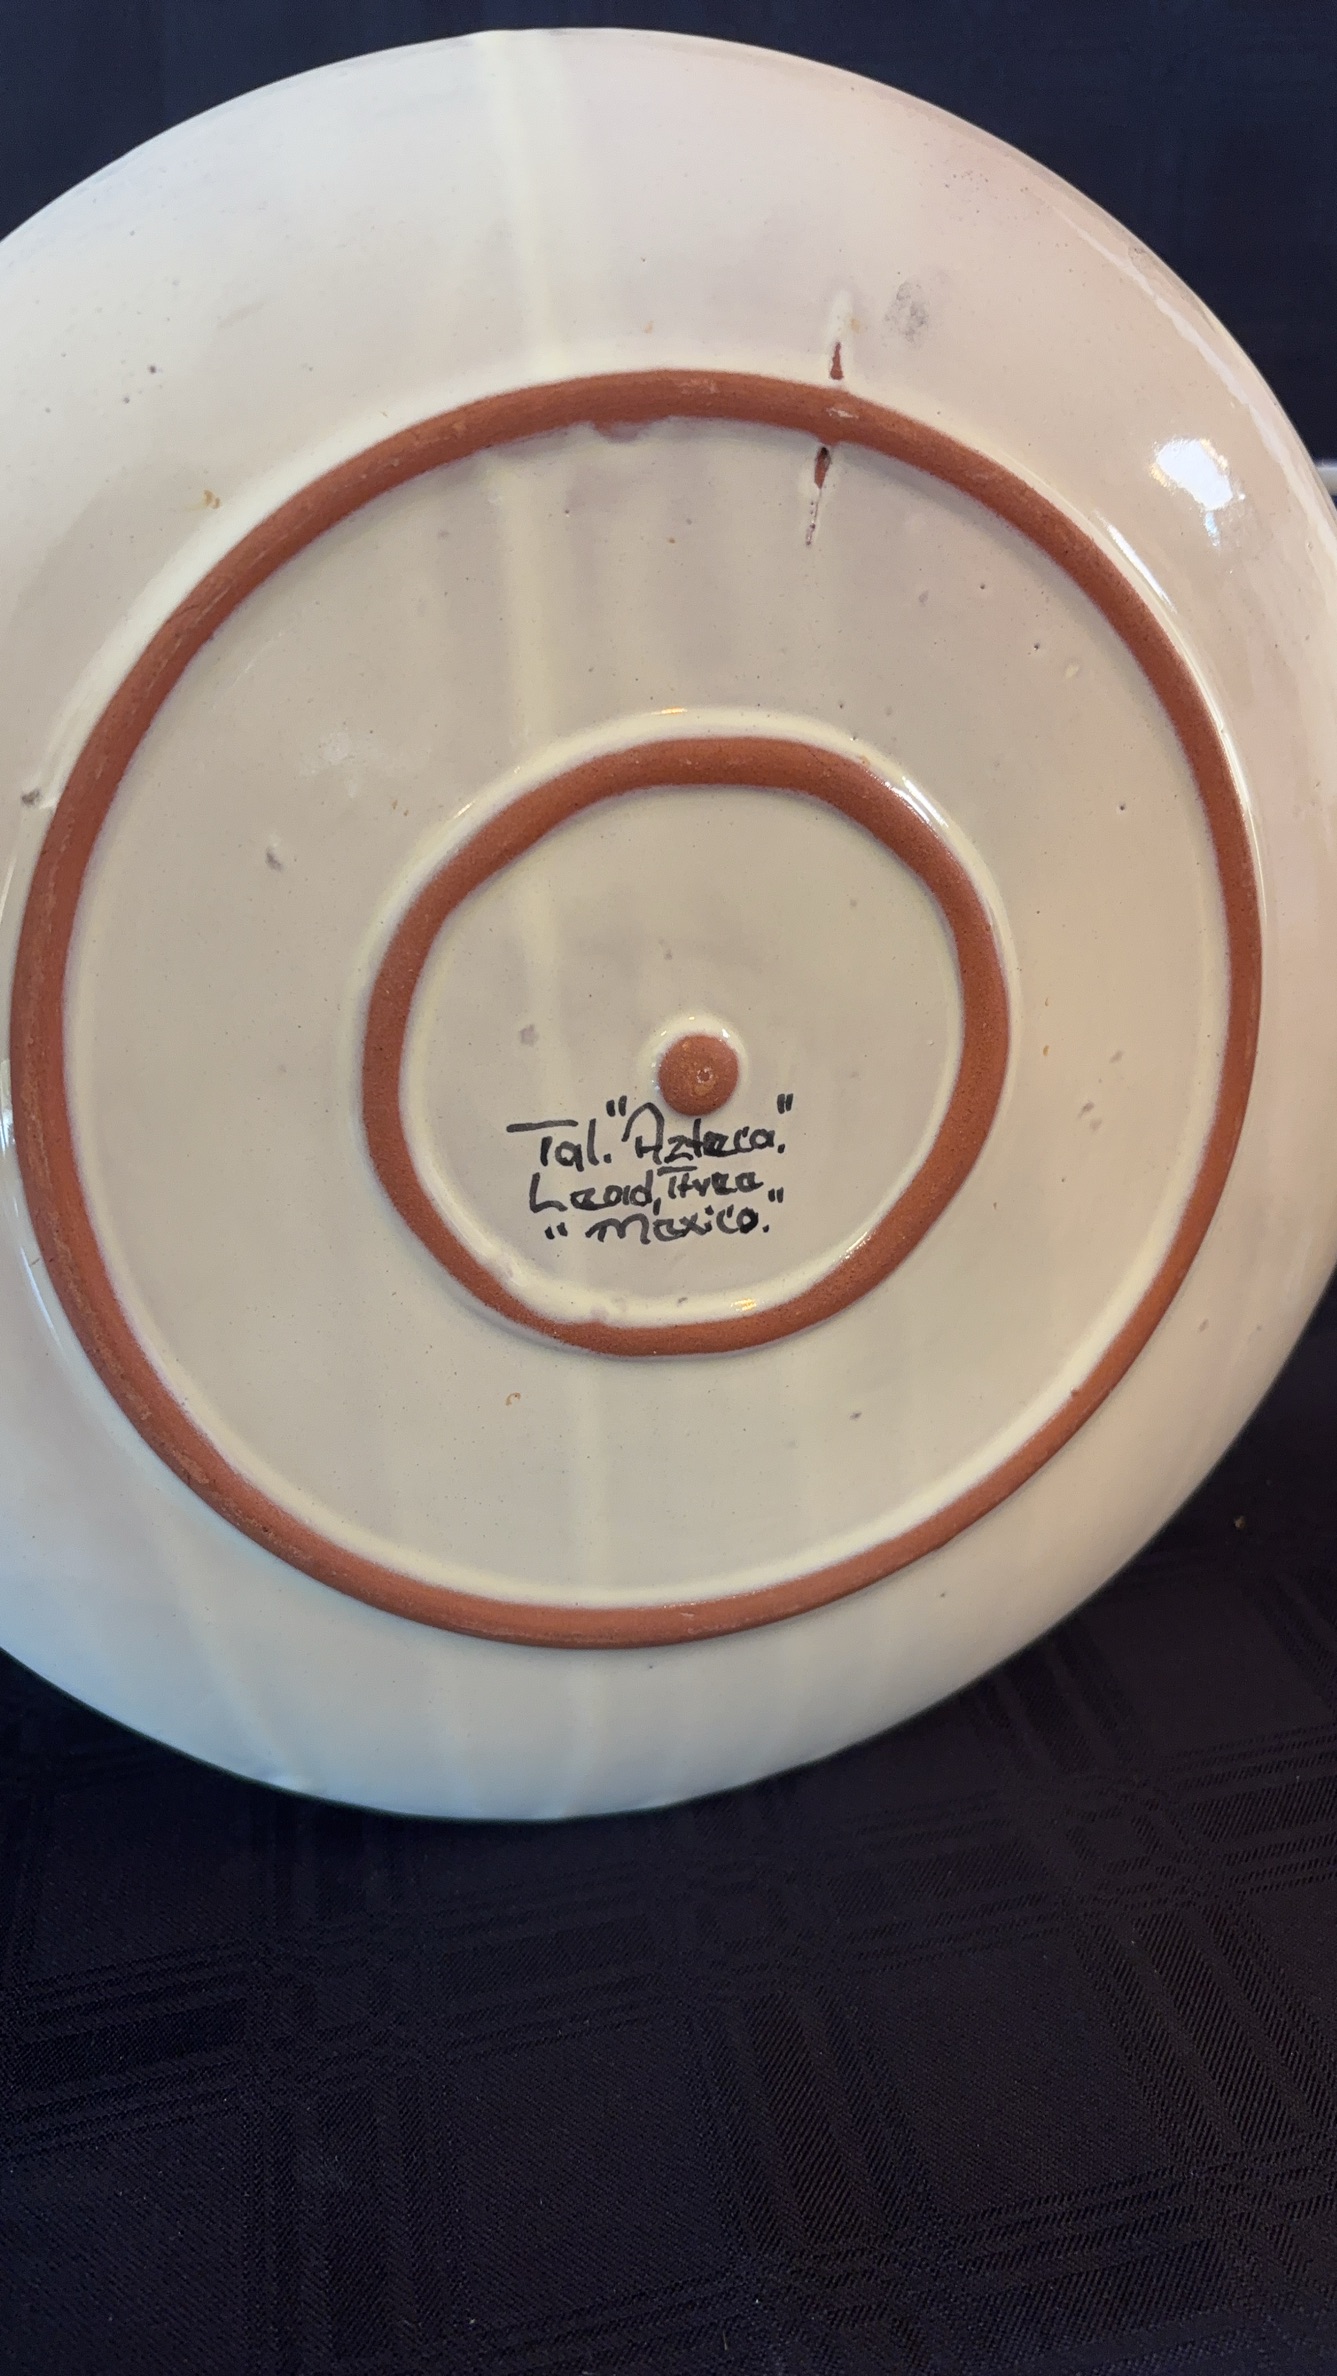 Tal. "Azteca."
Lead, Free
"Mexico."